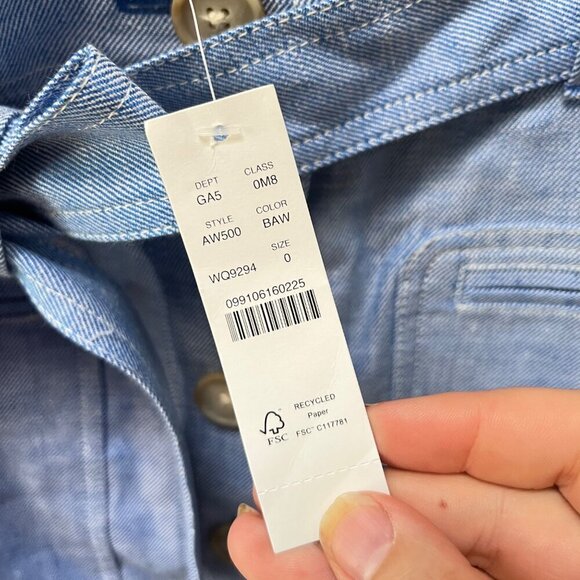 DEPT CLASS
GA5 0M8
STYLE COLOR
AW500 BAW
SIZE
WQ9294 0
099106160225
RECYCLED
Paper
FSC™ C117781
FSC